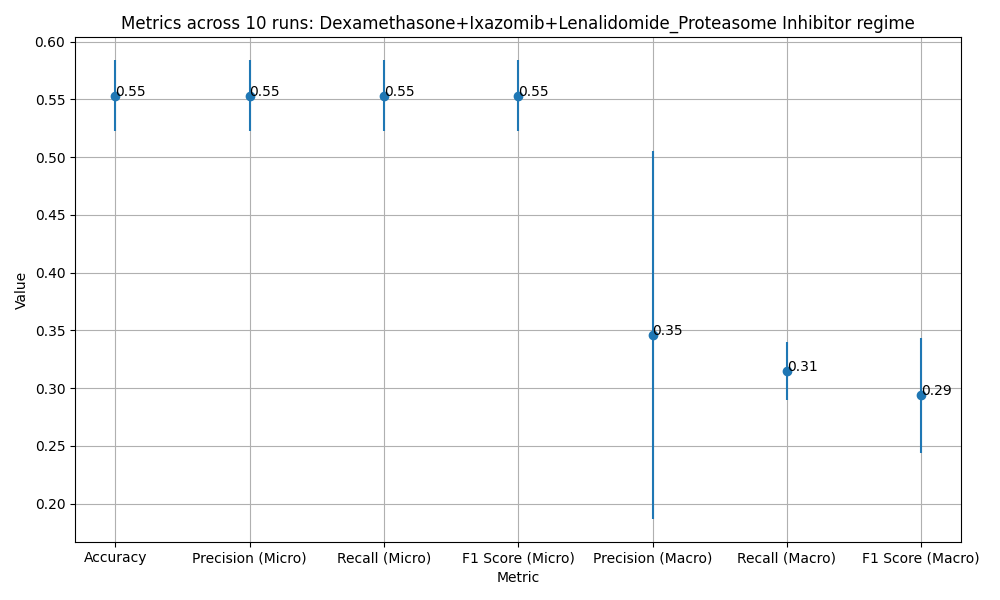 Metrics across 10 runs: Dexamethasone+Ixazomib+Lenalidomide_Proteasome Inhibitor regime
0.60
0.55
0.50
0.45
0.40
0.35
0.30
0.25
0.20
Value
0.55
0.55
0.55
0.55
0.35
0.31
0.29
Accuracy
Precision (Micro)
Recall (Micro)
F1 Score (Micro)
Precision (Macro)
Recall (Macro)
F1 Score (Macro)
Metric